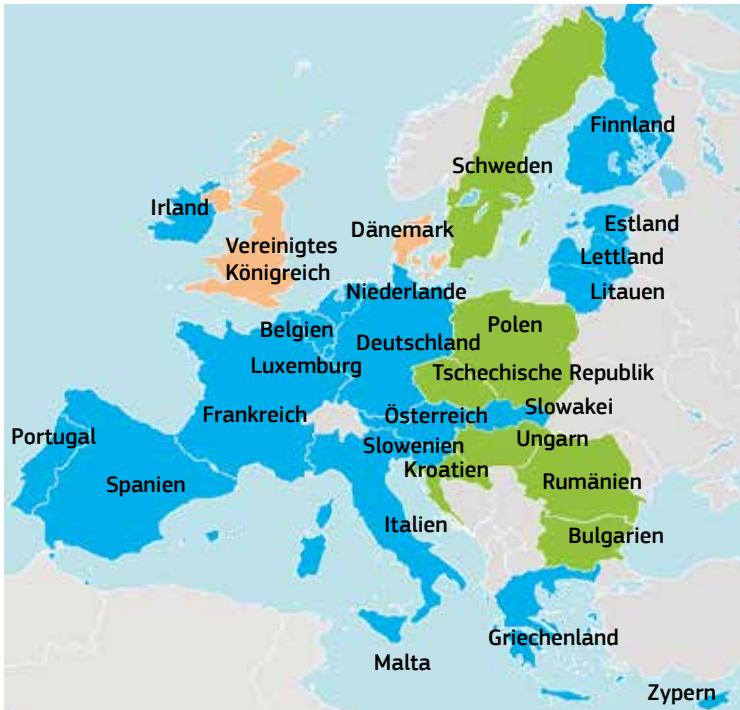 Finnland
Schweden
Irland
Estland
Dänemark
Vereinigtes
Königreich
Lettland
Litauen
Niederlande
Polen
Belgien
Deutschland
Luxemburg
Tschechische Republik
Slowakei
Frankreich
Österreich
Portugal
Slowenien
Ungarn
Kroatien
Spanien
Rumänien
Italien
Bulgarien
Griechenland
Malta
Zypern